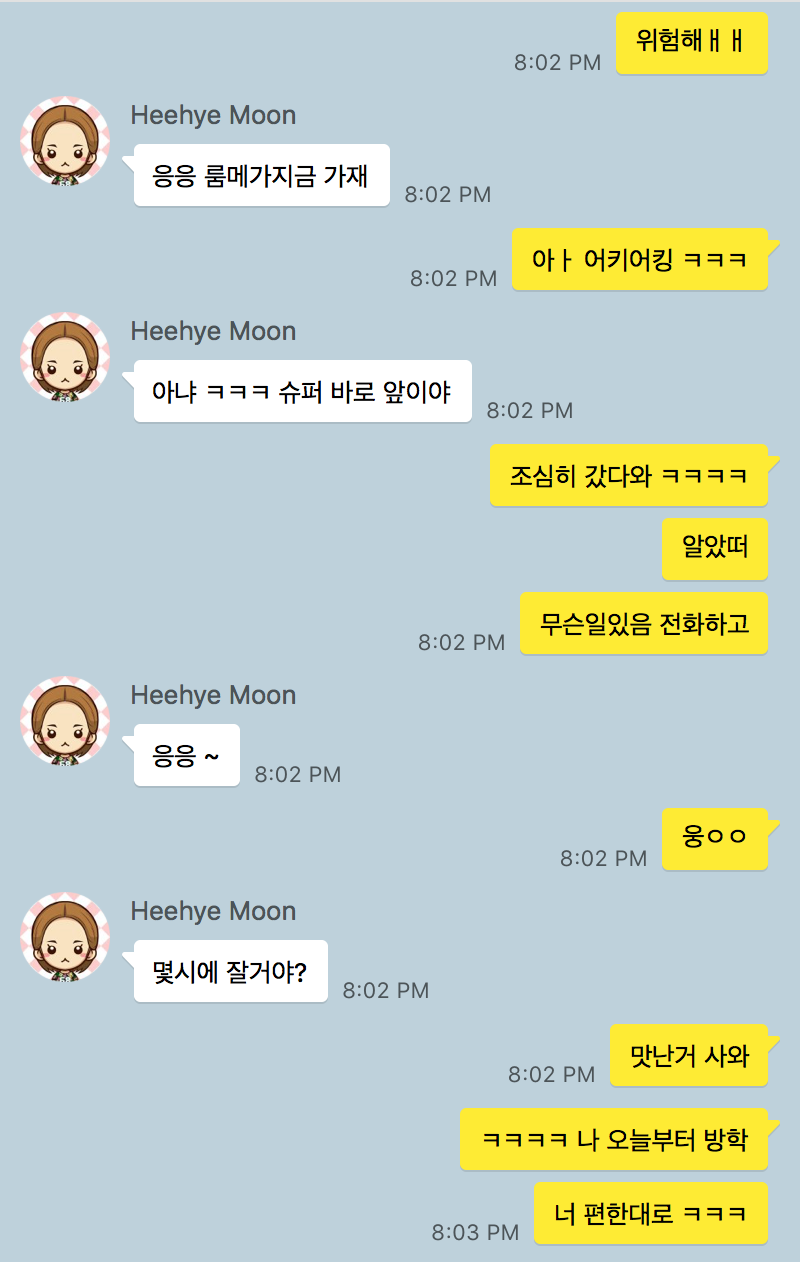 위험해ㅐㅐ
8:02 PM
Heehye Moon
응응 룸메가지금 가재
8:02 PM
아ㅏ 어키어킹 ㅋㅋㅋ
8:02 PM
Heehye Moon
아냐 ㅋㅋㅋ 슈퍼 바로 앞이야
8:02 PM
조심히 갔다와 ㅋㅋㅋㅋ
알았떠
무슨일있음 전화하고
8:02 PM
Heehye Moon
응응 ~
8:02 PM
웅ㅇㅇ
8:02 PM
Heehye Moon
몇시에 잘거야?
8:02 PM
맛난거 사와
8:02 PM
ㅋㅋㅋㅋ 나 오늘부터 방학
너 편한대로 ㅋㅋㅋ
8:03 PM